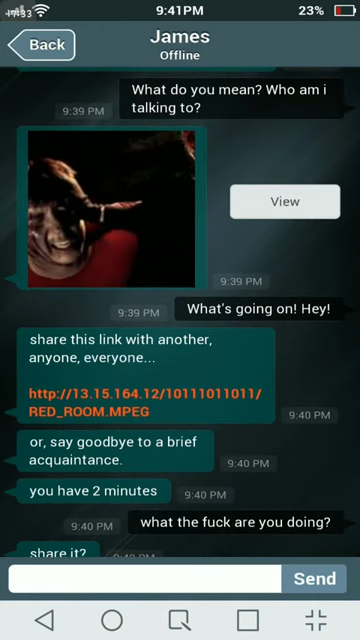 9:41PM
23%
Back
James
Offline
What do you mean? Who am i
talking to?
9:39 PM
View
9:39 PM
What's going on! Hey!
9:39 PM
share this link with another,
anyone, everyone...
http://13.15.164.12/10111011011/
RED_ROOM.MPEG
9:40 PM
or, say goodbye to a brief
acquaintance.
9:40 PM
you have 2 minutes
9:40 PM
what the fuck are you doing?
9:40 PM
share it?
9:40 PM
Send